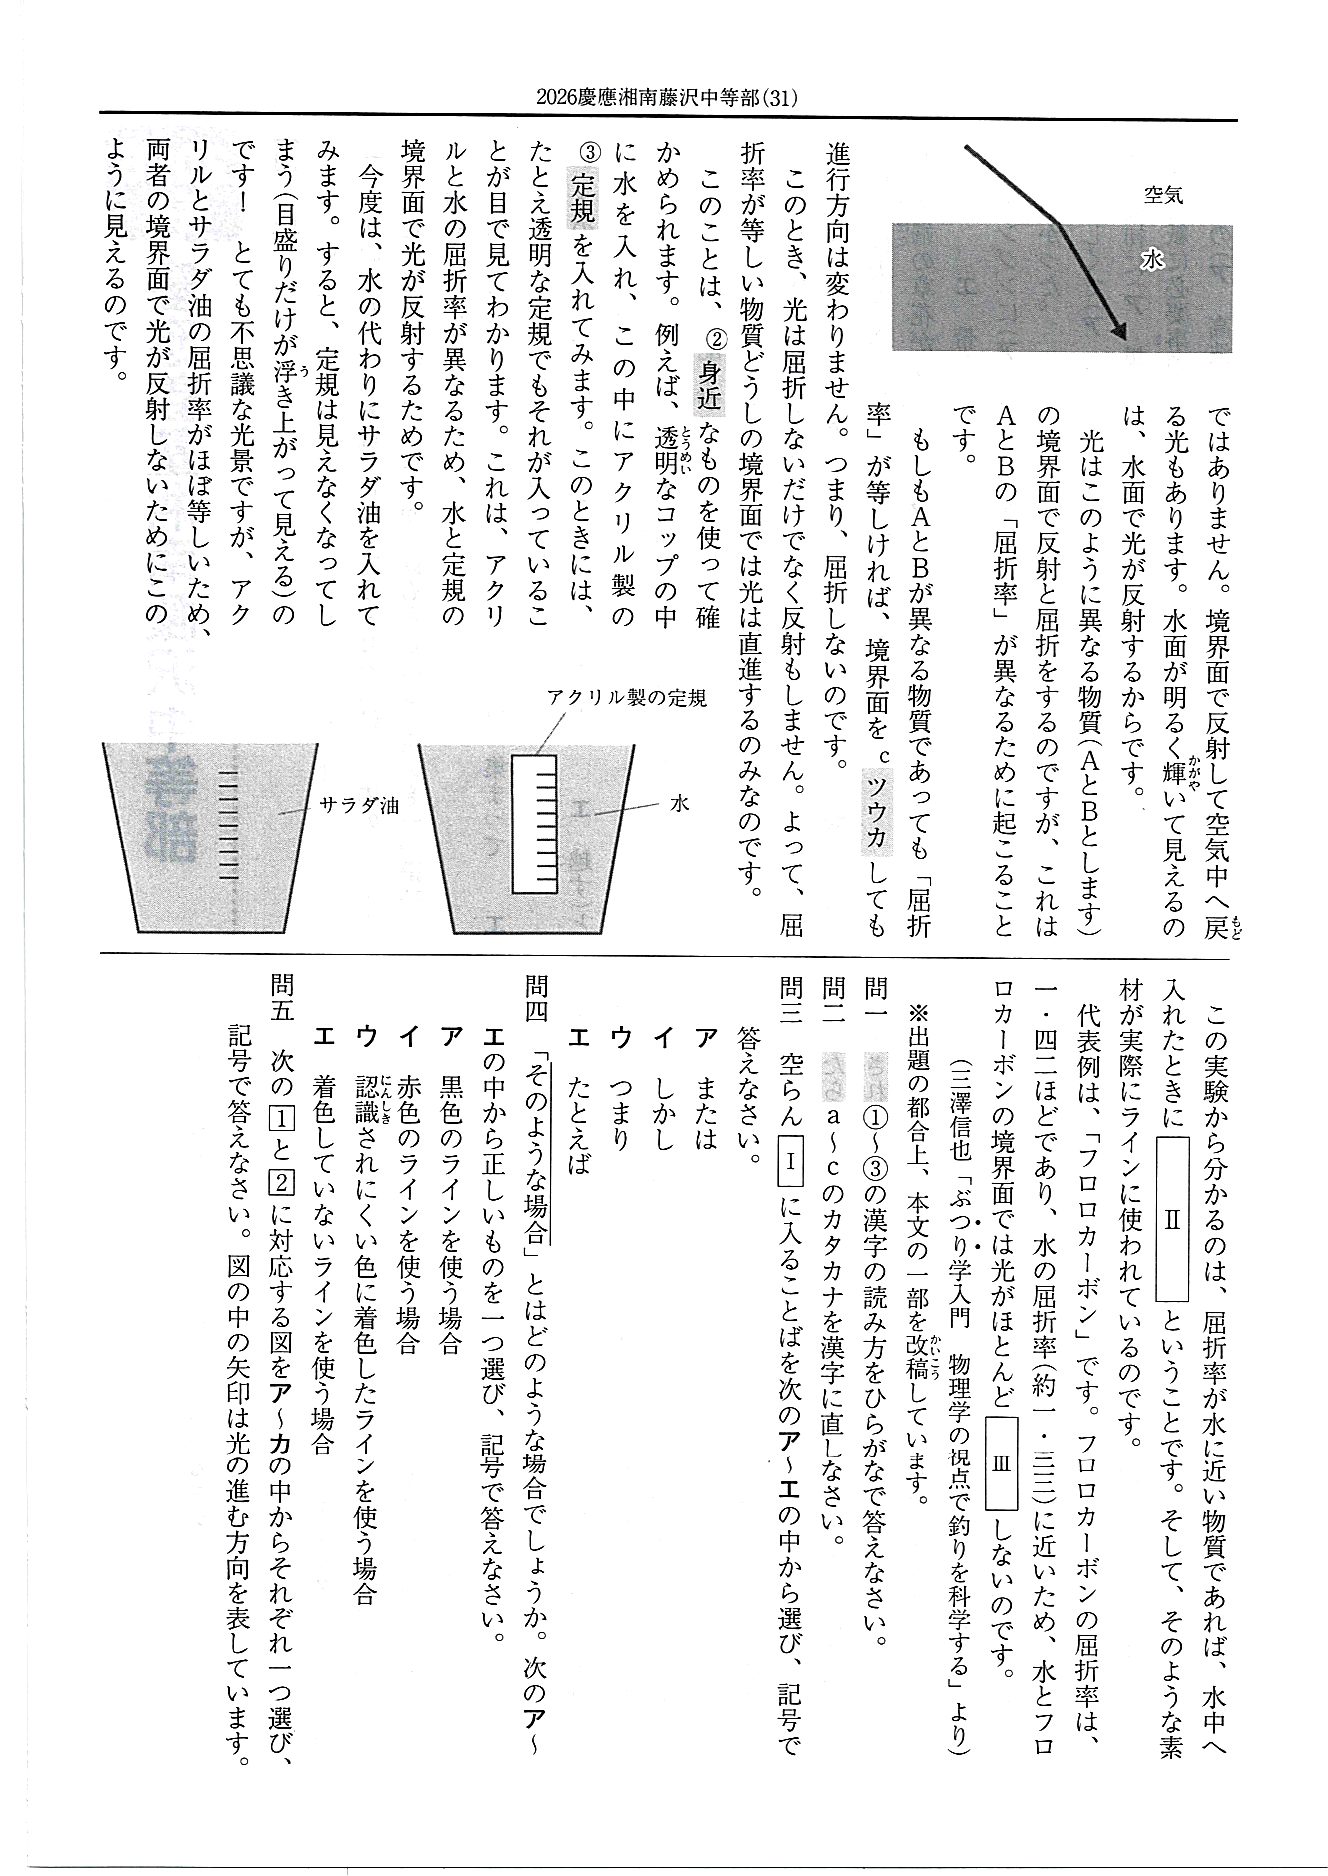 2026慶應湘南藤沢中等部(31)
空気
水
ではありません。境界面で反射して空気中へ戻もど
る光もあります。水面が明るく輝かがやいて見えるの
は、水面で光が反射するからです。
光はこのように異なる物質(AとBとします)
の境界面で反射と屈折をするのですが、これは
AとBの「屈折率」が異なるために起こること
です。
もしもAとBが異なる物質であっても「屈折
率」が等しければ、境界面をcツウカしても
進行方向は変わりません。つまり、屈折しないのです。
このとき、光は屈折しないだけでなく反射もしません。よって、屈
折率が等しい物質どうしの境界面では光は直進するのみなのです。
このことは、②身近なものを使って確
かめられます。例えば、透明とうめいなコップの中
に水を入れ、この中にアクリル製の
③定規を入れてみます。このときには、
たとえ透明な定規でもそれが入っているこ
とが目で見てわかります。これは、アクリ
ルと水の屈折率が異なるため、水と定規の
境界面で光が反射するためです。
今度は、水の代わりにサラダ油を入れて
みます。すると、定規は見えなくなってし
まう(目盛りだけが浮うき上がって見える)の
です！　とても不思議な光景ですが、アク
リルとサラダ油の屈折率がほぼ等しいため、
両者の境界面で光が反射しないためにこの
ように見えるのです。
アクリル製の定規
水
サラダ油
この実験から分かるのは、屈折率が水に近い物質であれば、水中へ
入れたときにⅡということです。そして、そのような素
材が実際にラインに使われているのです。
代表例は、「フロロカーボン」です。フロロカーボンの屈折率は、
一・四二ほどであり、水の屈折率(約一・三三)に近いため、水とフロ
ロカーボンの境界面では光がほとんどⅢしないのです。
(三澤信也「ぶつり学入門　物理学の視点で釣りを科学する」より)
※出題の都合上、本文の一部を改稿かいこうしています。
問一　①～③の漢字の読み方をひらがなで答えなさい。
問二　a～cのカタカナを漢字に直しなさい。
問三　空らんⅠに入ることばを次のア～エの中から選び、記号で
答えなさい。
ア　または
イ　しかし
ウ　つまり
エ　たとえば
問四　「そのような場合」とはどのような場合でしょうか。次のア～
エの中から正しいものを一つ選び、記号で答えなさい。
ア　黒色のラインを使う場合
イ　赤色のラインを使う場合
ウ　認識にんしきされにくい色に着色したラインを使う場合
エ　着色していないラインを使う場合
問五　次の1と2に対応する図をア～カの中からそれぞれ一つ選び、
記号で答えなさい。図の中の矢印は光の進む方向を表しています。